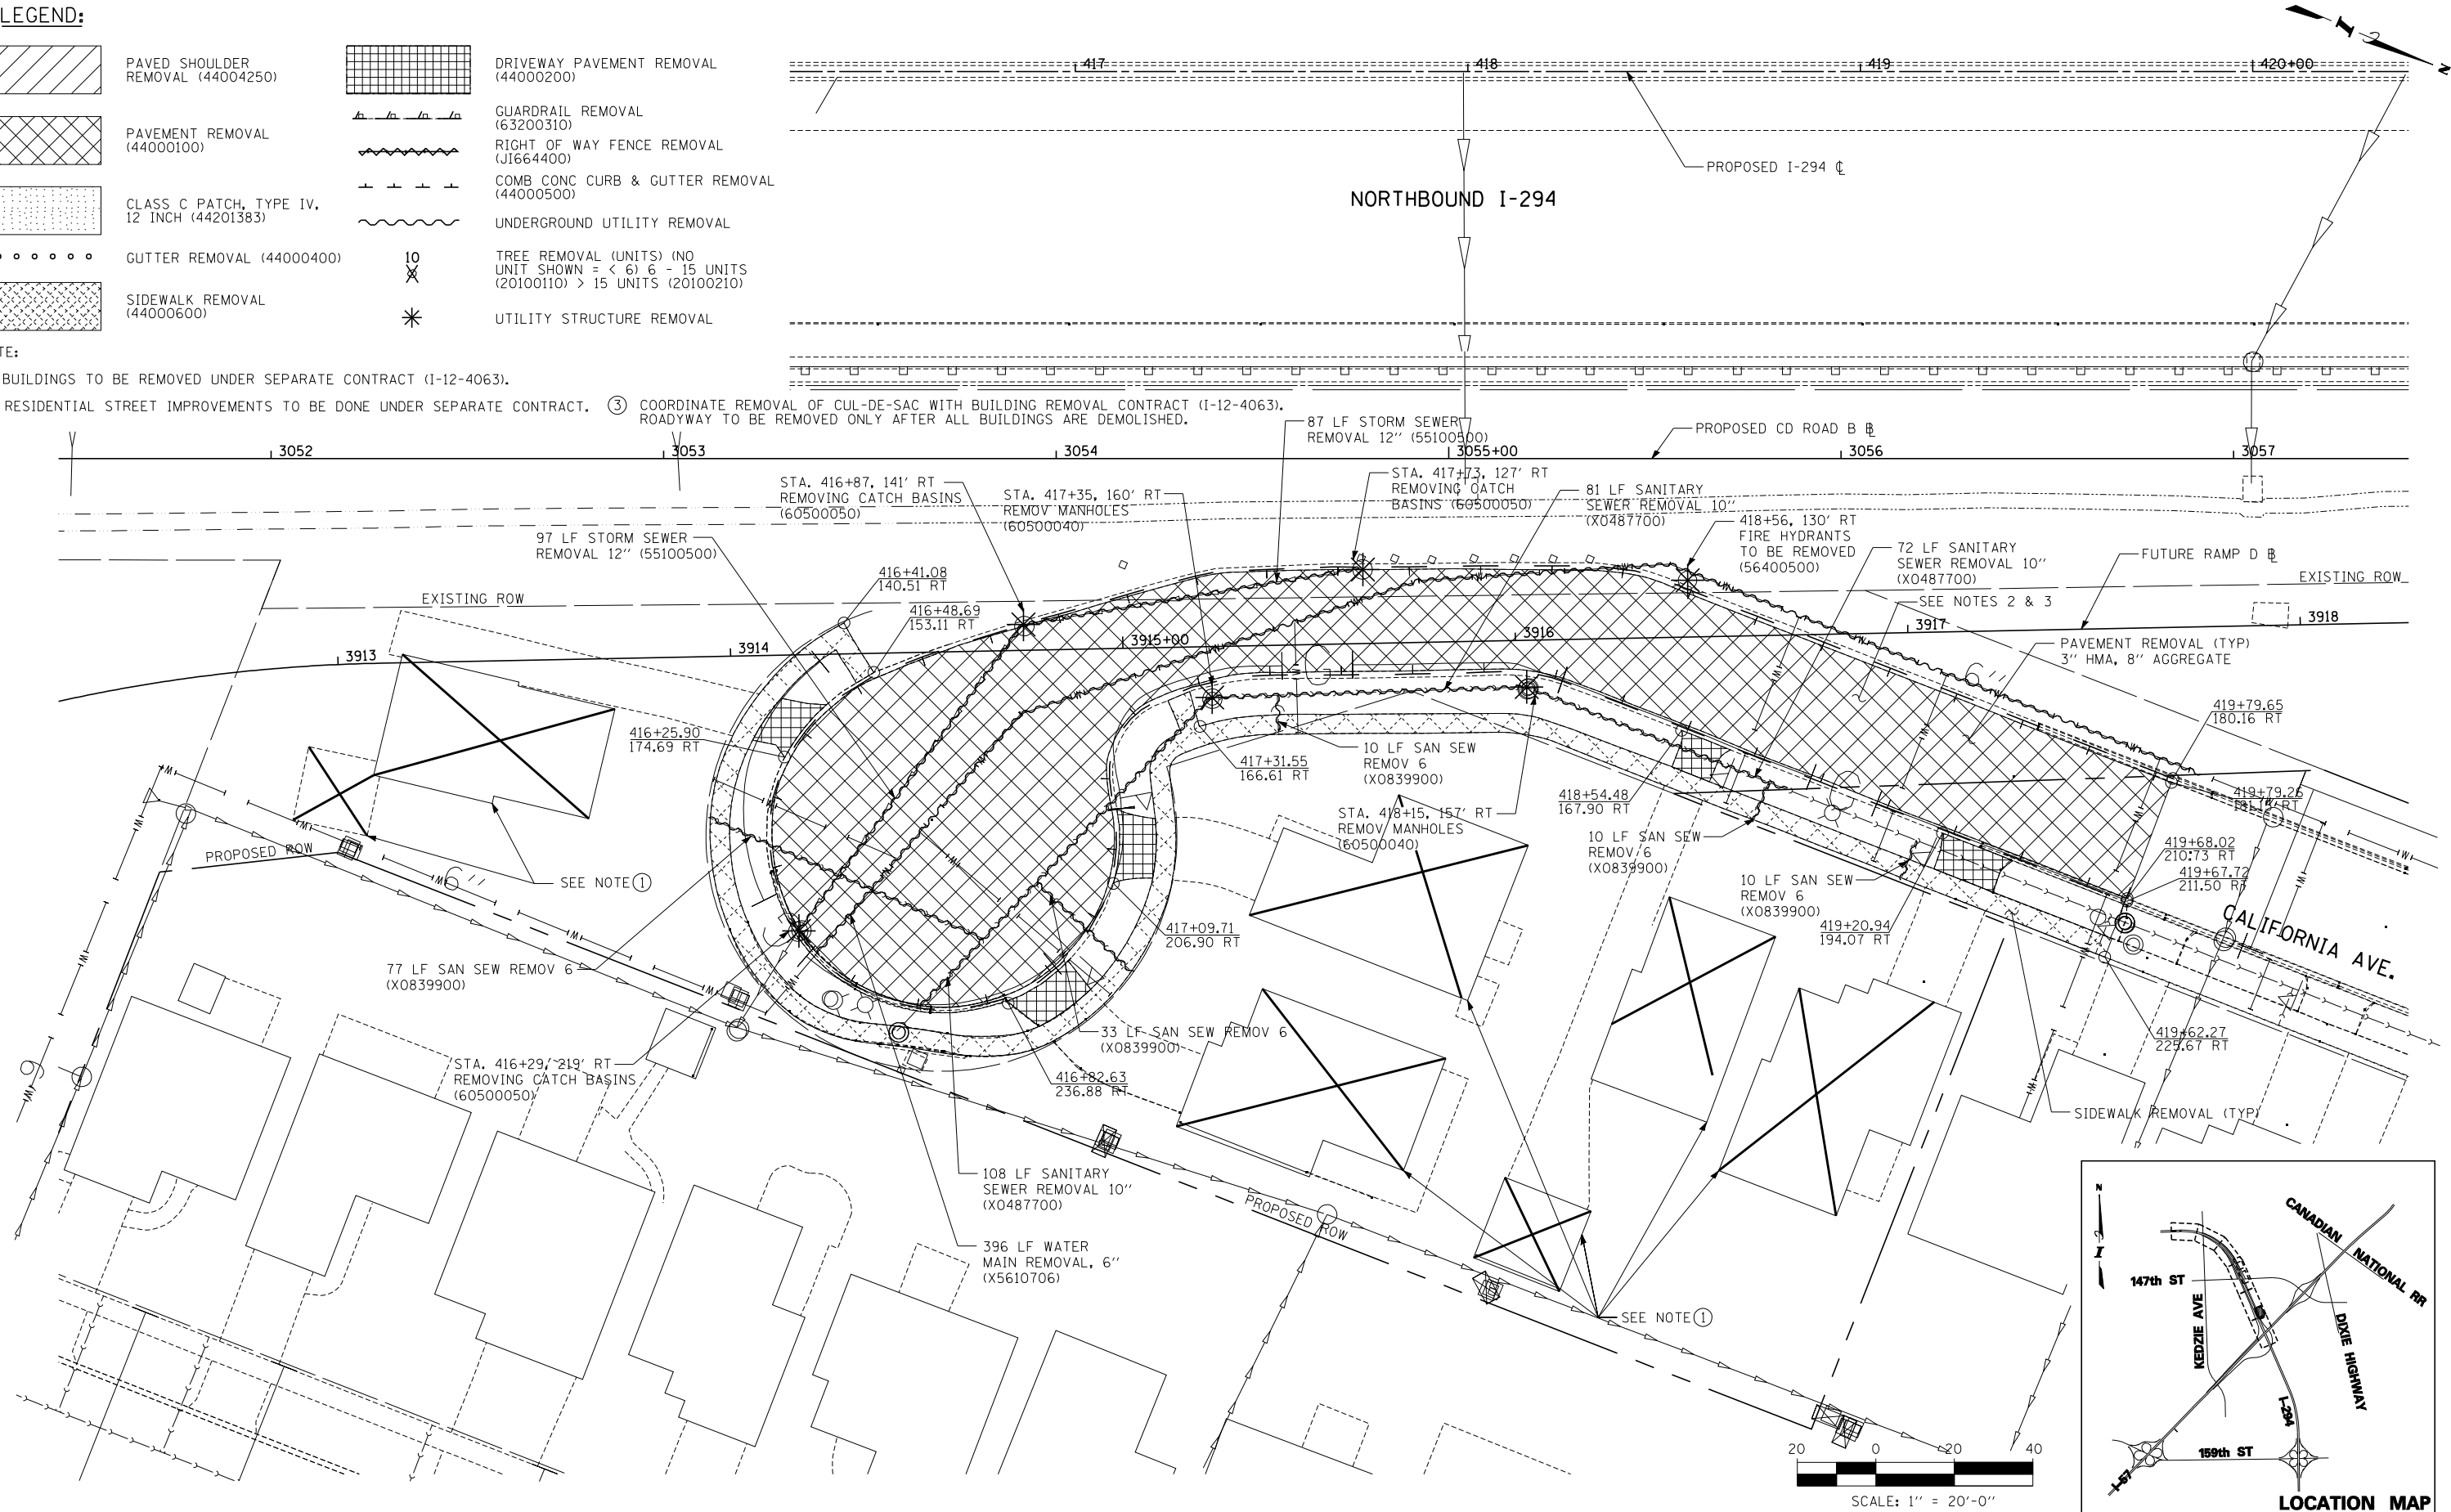 LEGEND:
PAVED SHOULDER
REMOVAL (44004250)
PAVEMENT REMOVAL
(44000100)
CLASS C PATCH, TYPE IV,
12 INCH (44201383)
GUTTER REMOVAL (44000400)
SIDEWALK REMOVAL
(44000600)
DRIVEWAY PAVEMENT REMOVAL
(44000200)
GUARDRAIL REMOVAL
(63200310)
RIGHT OF WAY FENCE REMOVAL
(JI664400)
COMB CONC CURB & GUTTER REMOVAL
(44000500)
UNDERGROUND UTILITY REMOVAL
10
TREE REMOVAL (UNITS) (NO
UNIT SHOWN = < 6) 6 - 15 UNITS
(20100110) > 15 UNITS (20100210)
UTILITY STRUCTURE REMOVAL
TE:
BUILDINGS TO BE REMOVED UNDER SEPARATE CONTRACT (I-12-4063).
RESIDENTIAL STREET IMPROVEMENTS TO BE DONE UNDER SEPARATE CONTRACT.
3 COORDINATE REMOVAL OF CUL-DE-SAC WITH BUILDING REMOVAL CONTRACT (I-12-4063).
ROADYWAY TO BE REMOVED ONLY AFTER ALL BUILDINGS ARE DEMOLISHED.
417
418
419
420+00
N
PROPOSED I-294 ℄
NORTHBOUND I-294
PROPOSED CD ROAD B
3052
3053
3054
3055+00
3056
3057
87 LF STORM SEWER
REMOVAL 12'' (55100500)
STA. 416+87, 141' RT
REMOVING CATCH BASINS
(60500050)
STA. 417+35, 160' RT
REMOV MANHOLES
(60500040)
STA. 417+73, 127' RT
REMOVING CATCH
BASINS (60500050)
81 LF SANITARY
SEWER REMOVAL 10''
(X0487700)
418+56, 130' RT
FIRE HYDRANTS
TO BE REMOVED
(56400500)
72 LF SANITARY
SEWER REMOVAL 10''
(X0487700)
FUTURE RAMP D
EXISTING ROW
SEE NOTES 2 & 3
97 LF STORM SEWER
REMOVAL 12'' (55100500)
EXISTING ROW
416+41.08
140.51 RT
416+48.69
153.11 RT
3913
3914
3915+00
3916
3917
3918
PAVEMENT REMOVAL (TYP)
3'' HMA, 8'' AGGREGATE
6''
419+79.65
180.16 RT
416+25.90
174.69 RT
417+31.55
166.61 RT
10 LF SAN SEW
REMOV 6
(X0839900)
STA. 418+15, 157' RT
REMOV MANHOLES
(60500040)
418+54.48
167.90 RT
10 LF SAN SEW
REMOV 6
(X0839900)
10 LF SAN SEW
REMOV 6
(X0839900)
419+20.94
194.07 RT
419+79.26
419+68.02
210.73 RT
419+67.72
211.50 RT
CALIFORNIA AVE.
419+62.27
225.67 RT
PROPOSED ROW
6''
SEE NOTE 1
417+09.71
206.90 RT
77 LF SAN SEW REMOV 6
(X0839900)
33 LF SAN SEW REMOV 6
(X0839900)
STA. 416+29, 219' RT
REMOVING CATCH BASINS
(60500050)
416+82.63
236.88 RT
SIDEWALK REMOVAL (TYP)
108 LF SANITARY
SEWER REMOVAL 10''
(X0487700)
PROPOSED ROW
396 LF WATER
MAIN REMOVAL, 6''
(X5610706)
SEE NOTE 1
20 0 20 40
SCALE: 1'' = 20'-0''
N
CANADIAN NATIONAL RR
147th ST
KEDZIE AVE
DIXIE HIGHWAY
I-294
159th ST
I-57
LOCATION MAP